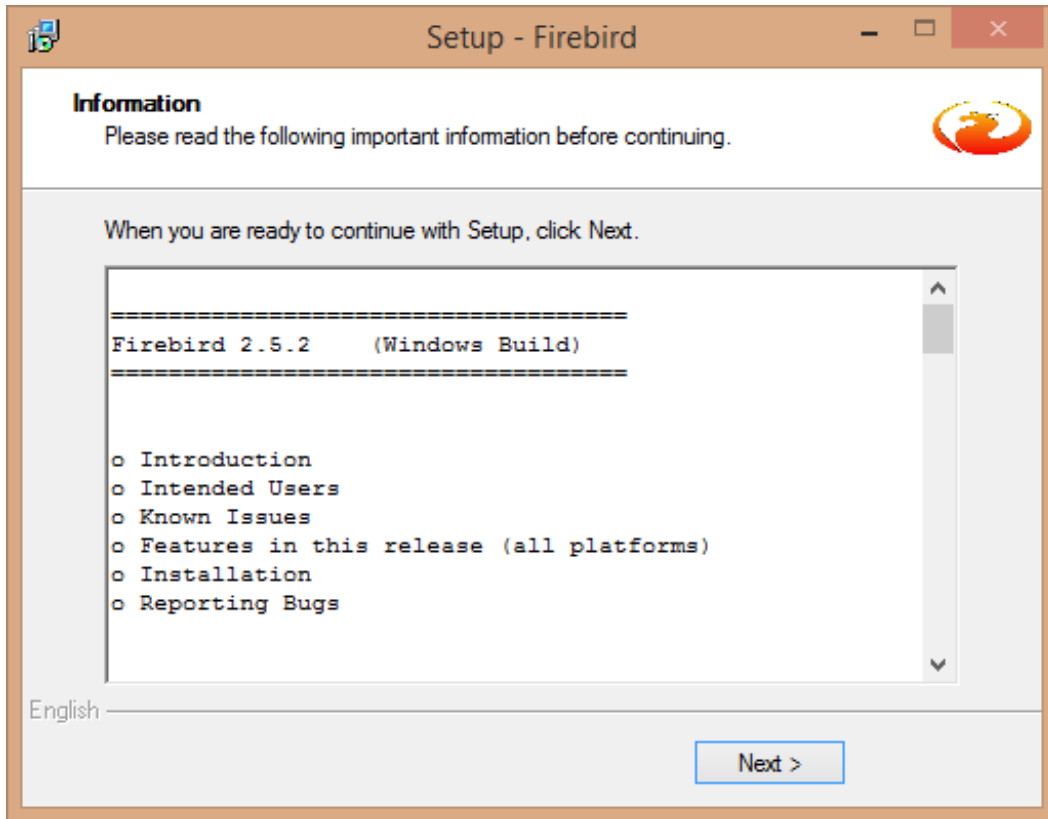 Setup - Firebird
Information
Please read the following important information before continuing.
When you are ready to continue with Setup, click Next.
====================================
Firebird 2.5.2    (Windows Build)
====================================
o Introduction
o Intended Users
o Known Issues
o Features in this release (all platforms)
o Installation
o Reporting Bugs
English
Next >